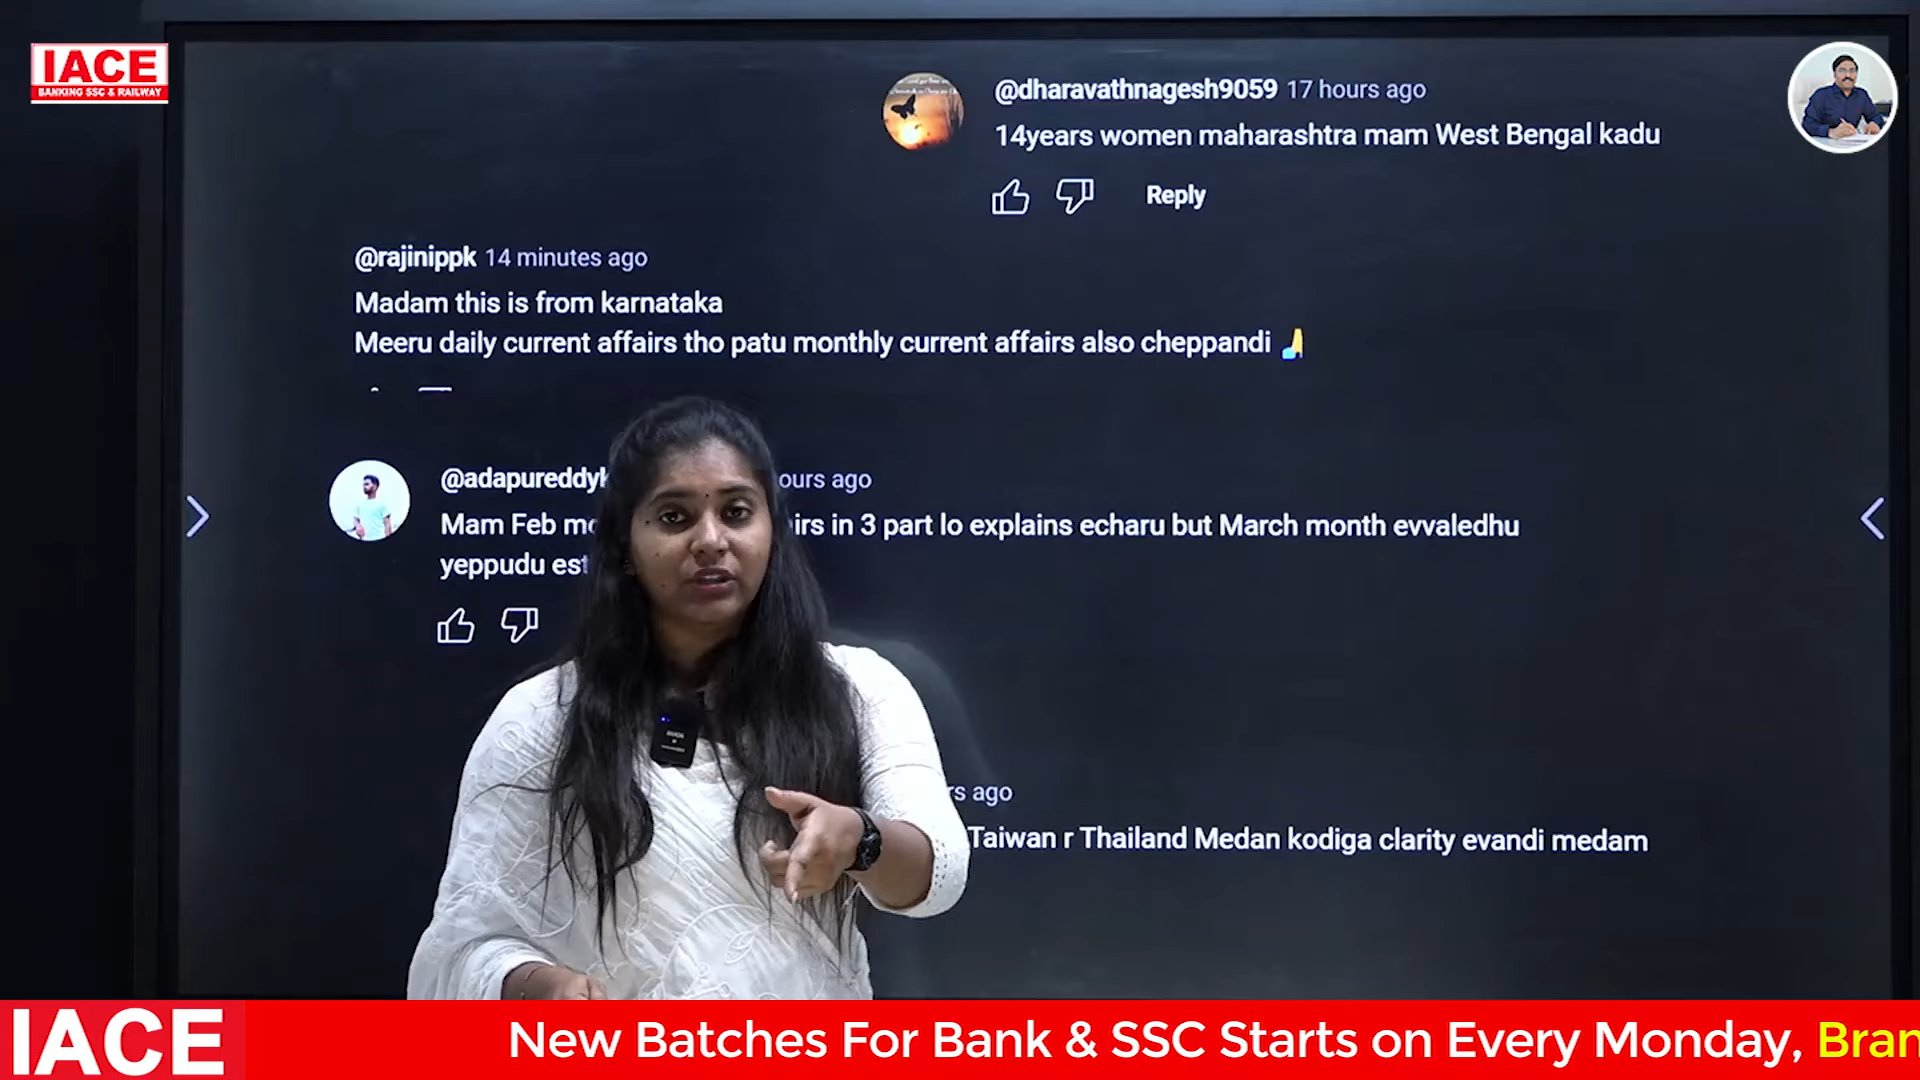 IACE
BANKING SSC & RAILWAY
@dharavathnagesh9059 17 hours ago
14years women maharashtra mam West Bengal kadu
Reply
@rajinippk 14 minutes ago
Madam this is from karnataka
Meeru daily current affairs tho patu monthly current affairs also cheppandi
@adapureddy ours ago
Mam Feb irs in 3 part lo explains echaru but March month evvaledhu
yeppudu est
rs ago
Taiwan r Thailand Medan kodiga clarity evandi medam
IACE
New Batches For Bank & SSC Starts on Every Monday, Bran